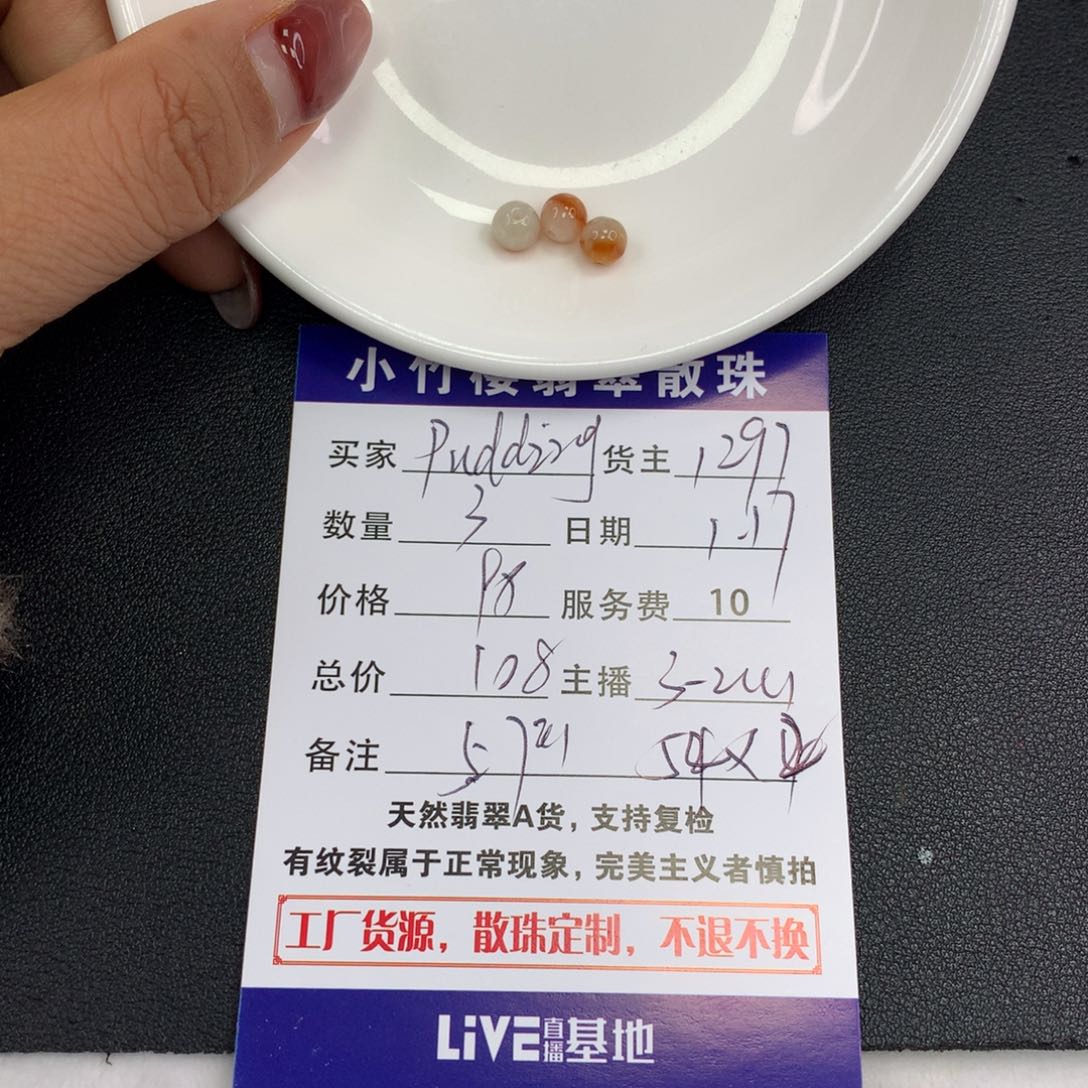 小竹楼翡翠散珠
买家 Pudding 货主 1297
数量 3 日期 1.17
价格 98 服务费 10
总价 108 主播
备注
天然翡翠A货，支持复检
有纹裂属于正常现象，完美主义者慎拍
工厂货源，散珠定制，不退不换
LiVE直播基地